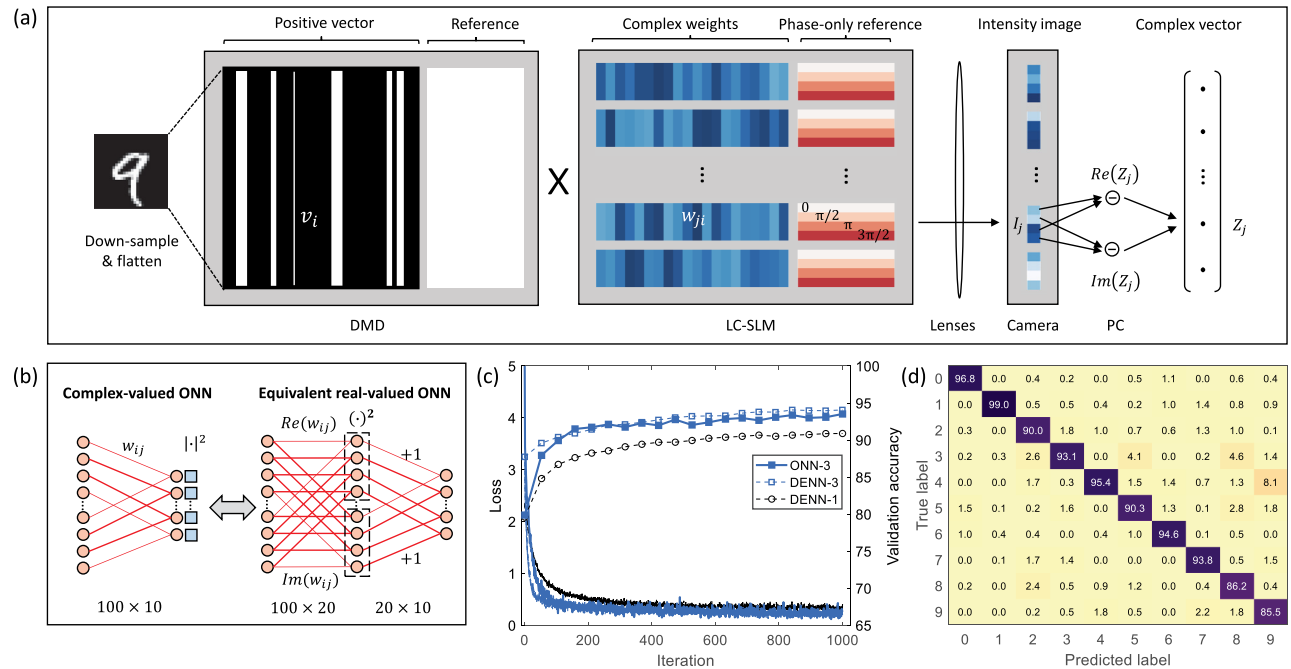 (a)
Positive vector
Reference
Complex weights
Phase-only reference
Intensity image
Complex vector
v_i
X
w_ji
0
π/2
π
3π/2
I_j
Re(Z_j)
Im(Z_j)
Z_j
Down-sample
& flatten
DMD
LC-SLM
Lenses
Camera
PC
(b)
Complex-valued ONN
Equivalent real-valued ONN
w_ij
|·|²
Re(w_ij)
(·)²
+1
+1
Im(w_ij)
100 × 10
100 × 20
20 × 10
(c)
5
4
3
2
1
0
Loss
100
95
90
85
80
75
70
65
Validation accuracy
ONN-3
DENN-3
DENN-1
0 200 400 600 800 1000
Iteration
(d)
True label
0 96.8 0.0 0.4 0.2 0.0 0.5 1.1 0.0 0.6 0.4
1 0.0 99.0 0.5 0.5 0.4 0.2 1.0 1.4 0.8 0.9
2 0.3 0.0 90.0 1.8 1.0 0.7 0.6 1.3 1.0 0.1
3 0.2 0.3 2.6 93.1 0.0 4.1 0.0 0.2 4.6 1.4
4 0.0 0.0 1.7 0.3 95.4 1.5 1.4 0.7 1.3 8.1
5 1.5 0.1 0.2 1.6 0.0 90.3 1.3 0.1 2.8 1.8
6 1.0 0.4 0.4 0.0 0.4 1.0 94.6 0.1 0.5 0.0
7 0.0 0.1 1.7 1.4 0.0 0.0 0.0 93.8 0.5 1.5
8 0.2 0.0 2.4 0.5 0.9 1.2 0.0 0.4 86.2 0.4
9 0.0 0.0 0.2 0.5 1.8 0.5 0.0 2.2 1.8 85.5
0 1 2 3 4 5 6 7 8 9
Predicted label